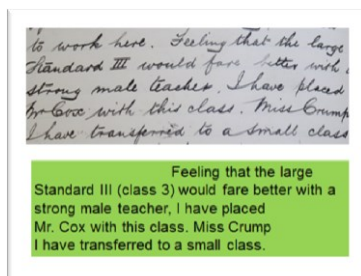 to work here. Feeling that the large
Standard III would fare better with a
strong male teacher, I have placed
Mr Cox with this class. Miss Crump
I have transferred to a small class
Feeling that the large
Standard III (class 3) would fare better with a
strong male teacher, I have placed
Mr. Cox with this class. Miss Crump
I have transferred to a small class.